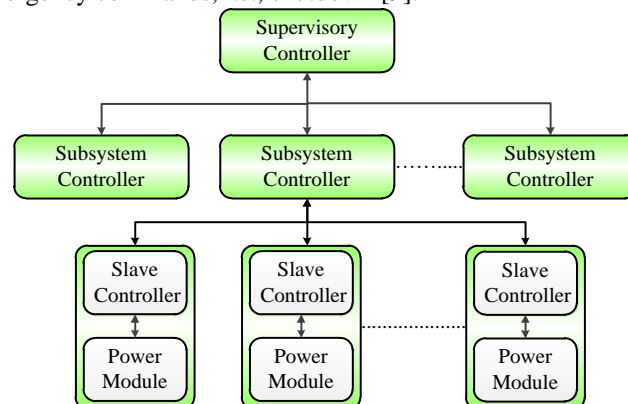 Supervisory
Controller
Subsystem
Controller
Subsystem
Controller
Subsystem
Controller
Slave
Controller
Slave
Controller
Slave
Controller
Power
Module
Power
Module
Power
Module